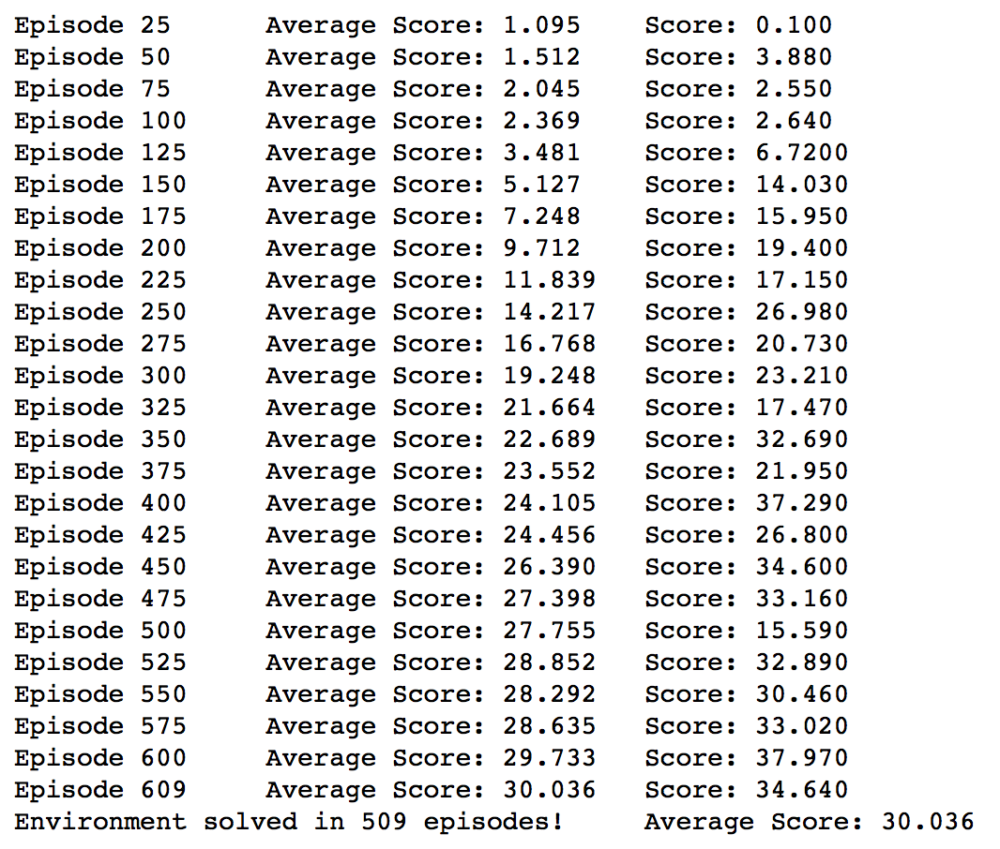 Episode 25 Average Score: 1.095 Score: 0.100
Episode 50 Average Score: 1.512 Score: 3.880
Episode 75 Average Score: 2.045 Score: 2.550
Episode 100 Average Score: 2.369 Score: 2.640
Episode 125 Average Score: 3.481 Score: 6.7200
Episode 150 Average Score: 5.127 Score: 14.030
Episode 175 Average Score: 7.248 Score: 15.950
Episode 200 Average Score: 9.712 Score: 19.400
Episode 225 Average Score: 11.839 Score: 17.150
Episode 250 Average Score: 14.217 Score: 26.980
Episode 275 Average Score: 16.768 Score: 20.730
Episode 300 Average Score: 19.248 Score: 23.210
Episode 325 Average Score: 21.664 Score: 17.470
Episode 350 Average Score: 22.689 Score: 32.690
Episode 375 Average Score: 23.552 Score: 21.950
Episode 400 Average Score: 24.105 Score: 37.290
Episode 425 Average Score: 24.456 Score: 26.800
Episode 450 Average Score: 26.390 Score: 34.600
Episode 475 Average Score: 27.398 Score: 33.160
Episode 500 Average Score: 27.755 Score: 15.590
Episode 525 Average Score: 28.852 Score: 32.890
Episode 550 Average Score: 28.292 Score: 30.460
Episode 575 Average Score: 28.635 Score: 33.020
Episode 600 Average Score: 29.733 Score: 37.970
Episode 609 Average Score: 30.036 Score: 34.640
Environment solved in 509 episodes! Average Score: 30.036